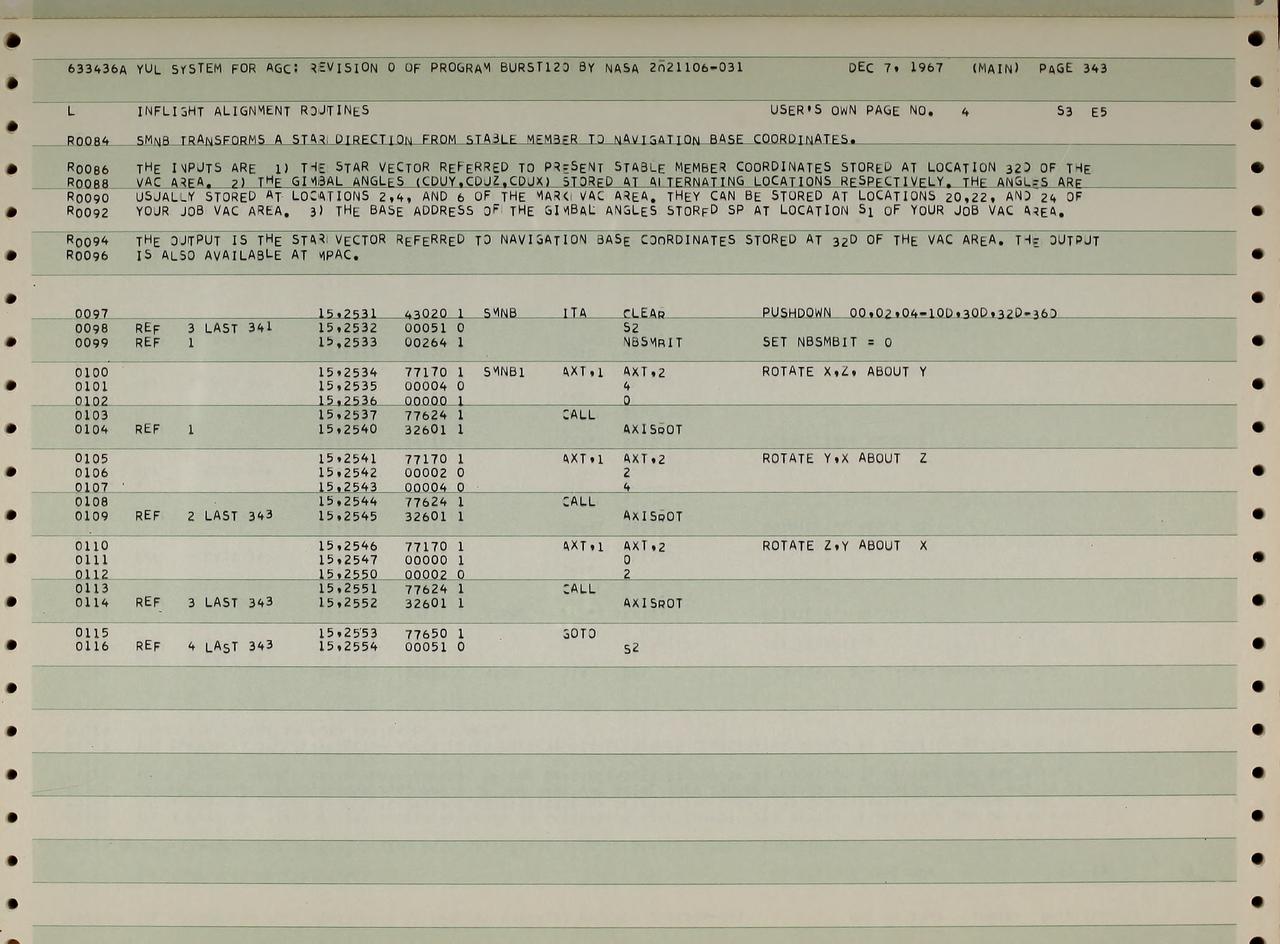 633436A YUL SYSTEM FOR AGC: REVISION 0 OF PROGRAM BURST120 BY NASA 2021106-031 DEC 7, 1967 (MAIN) PAGE 343
L INFLIGHT ALIGNMENT ROUTINES USER'S OWN PAGE NO. 4 S3 E5
R0084 SMNB TRANSFORMS A STAR DIRECTION FROM STABLE MEMBER TO NAVIGATION BASE COORDINATES.
R0086 THE INPUTS ARE 1) THE STAR VECTOR REFERRED TO PRESENT STABLE MEMBER COORDINATES STORED AT LOCATION 32D OF THE
R0088 VAC AREA. 2) THE GIMBAL ANGLES (CDUY,CDUZ,CDUX) STORED AT ALTERNATING LOCATIONS RESPECTIVELY. THE ANGLES ARE
R0090 USUALLY STORED AT LOCATIONS 2,4, AND 6 OF THE MARK VAC AREA. THEY CAN BE STORED AT LOCATIONS 20,22, AND 24 OF
R0092 YOUR JOB VAC AREA. 3) THE BASE ADDRESS OF THE GIMBAL ANGLES STORED SP AT LOCATION S1 OF YOUR JOB VAC AREA.
R0094 THE OUTPUT IS THE STAR VECTOR REFERRED TO NAVIGATION BASE COORDINATES STORED AT 32D OF THE VAC AREA. THE OUTPUT
R0096 IS ALSO AVAILABLE AT MPAC.
0097 15,2531 43020 1 SMNB ITA CLEAR PUSHDOWN 00,02,04-10D,30D,32D-36D
0098 REF 3 LAST 341 15,2532 00051 0 S2
0099 REF 1 15,2533 00264 1 NBSMBIT SET NBSMBIT = 0
0100 15,2534 77170 1 SMNB1 AXT,1 AXT,2 ROTATE X,Z, ABOUT Y
0101 15,2535 00004 0 4
0102 15,2536 00000 1 0
0103 15,2537 77624 1 CALL
0104 REF 1 15,2540 32601 1 AXISROT
0105 15,2541 77170 1 AXT,1 AXT,2 ROTATE Y,X ABOUT Z
0106 15,2542 00002 0 2
0107 15,2543 00004 0 4
0108 15,2544 77624 1 CALL
0109 REF 2 LAST 343 15,2545 32601 1 AXISROT
0110 15,2546 77170 1 AXT,1 AXT,2 ROTATE Z,Y ABOUT X
0111 15,2547 00000 1 0
0112 15,2550 00002 0 2
0113 15,2551 77624 1 CALL
0114 REF 3 LAST 343 15,2552 32601 1 AXISROT
0115 15,2553 77650 1 GOTO
0116 REF 4 LAST 343 15,2554 00051 0 S2